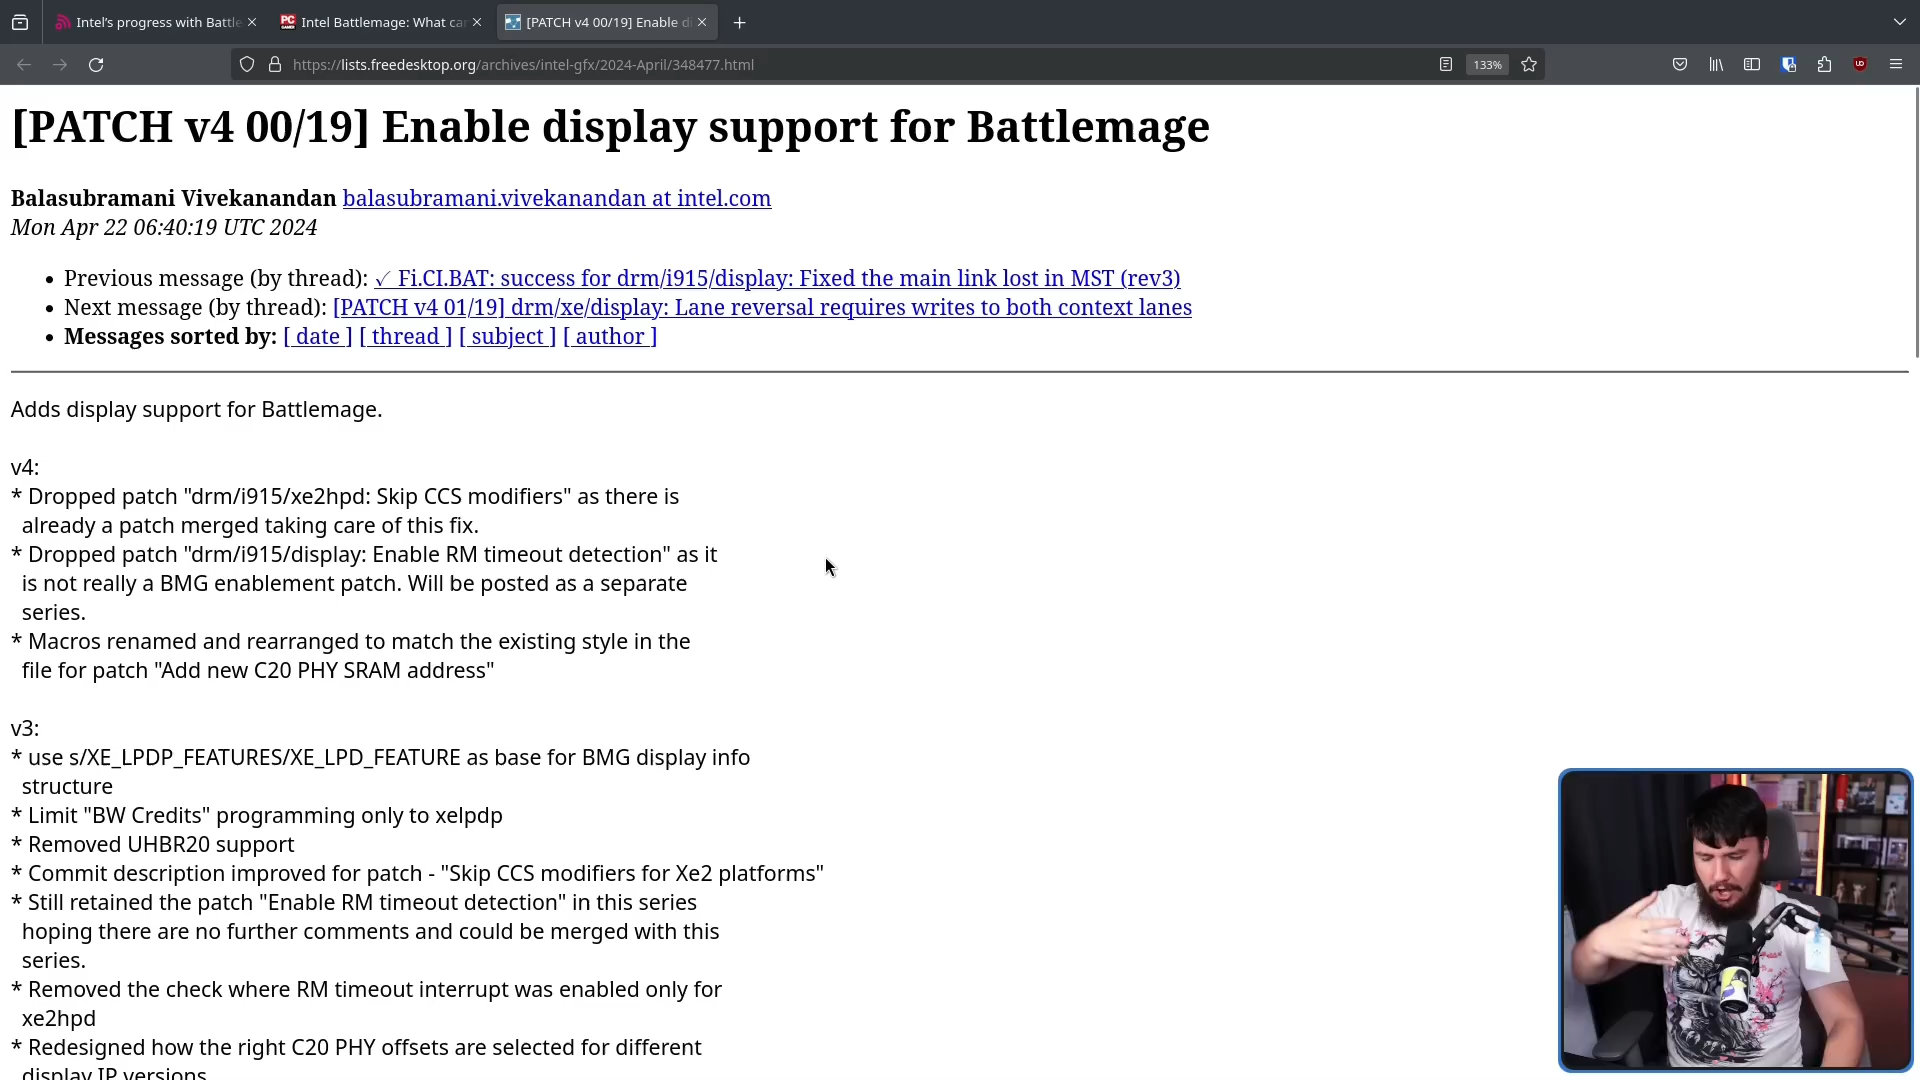 Intel's progress with Battle
Intel Battlemage: What ca
[PATCH v4 00/19] Enable di
https://lists.freedesktop.org/archives/intel-gfx/2024-April/348477.html
133%
[PATCH v4 00/19] Enable display support for Battlemage
Balasubramani Vivekanandan balasubramani.vivekanandan at intel.com
Mon Apr 22 06:40:19 UTC 2024
• Previous message (by thread): ✓ Fi.CI.BAT: success for drm/i915/display: Fixed the main link lost in MST (rev3)
• Next message (by thread): [PATCH v4 01/19] drm/xe/display: Lane reversal requires writes to both context lanes
• Messages sorted by: [ date ] [ thread ] [ subject ] [ author ]
Adds display support for Battlemage.
v4:
* Dropped patch "drm/i915/xe2hpd: Skip CCS modifiers" as there is
already a patch merged taking care of this fix.
* Dropped patch "drm/i915/display: Enable RM timeout detection" as it
is not really a BMG enablement patch. Will be posted as a separate
series.
* Macros renamed and rearranged to match the existing style in the
file for patch "Add new C20 PHY SRAM address"
v3:
* use s/XE_LPDP_FEATURES/XE_LPD_FEATURE as base for BMG display info
structure
* Limit "BW Credits" programming only to xelpdp
* Removed UHBR20 support
* Commit description improved for patch - "Skip CCS modifiers for Xe2 platforms"
* Still retained the patch "Enable RM timeout detection" in this series
hoping there are no further comments and could be merged with this
series.
* Removed the check where RM timeout interrupt was enabled only for
xe2hpd
* Redesigned how the right C20 PHY offsets are selected for different
display IP versions